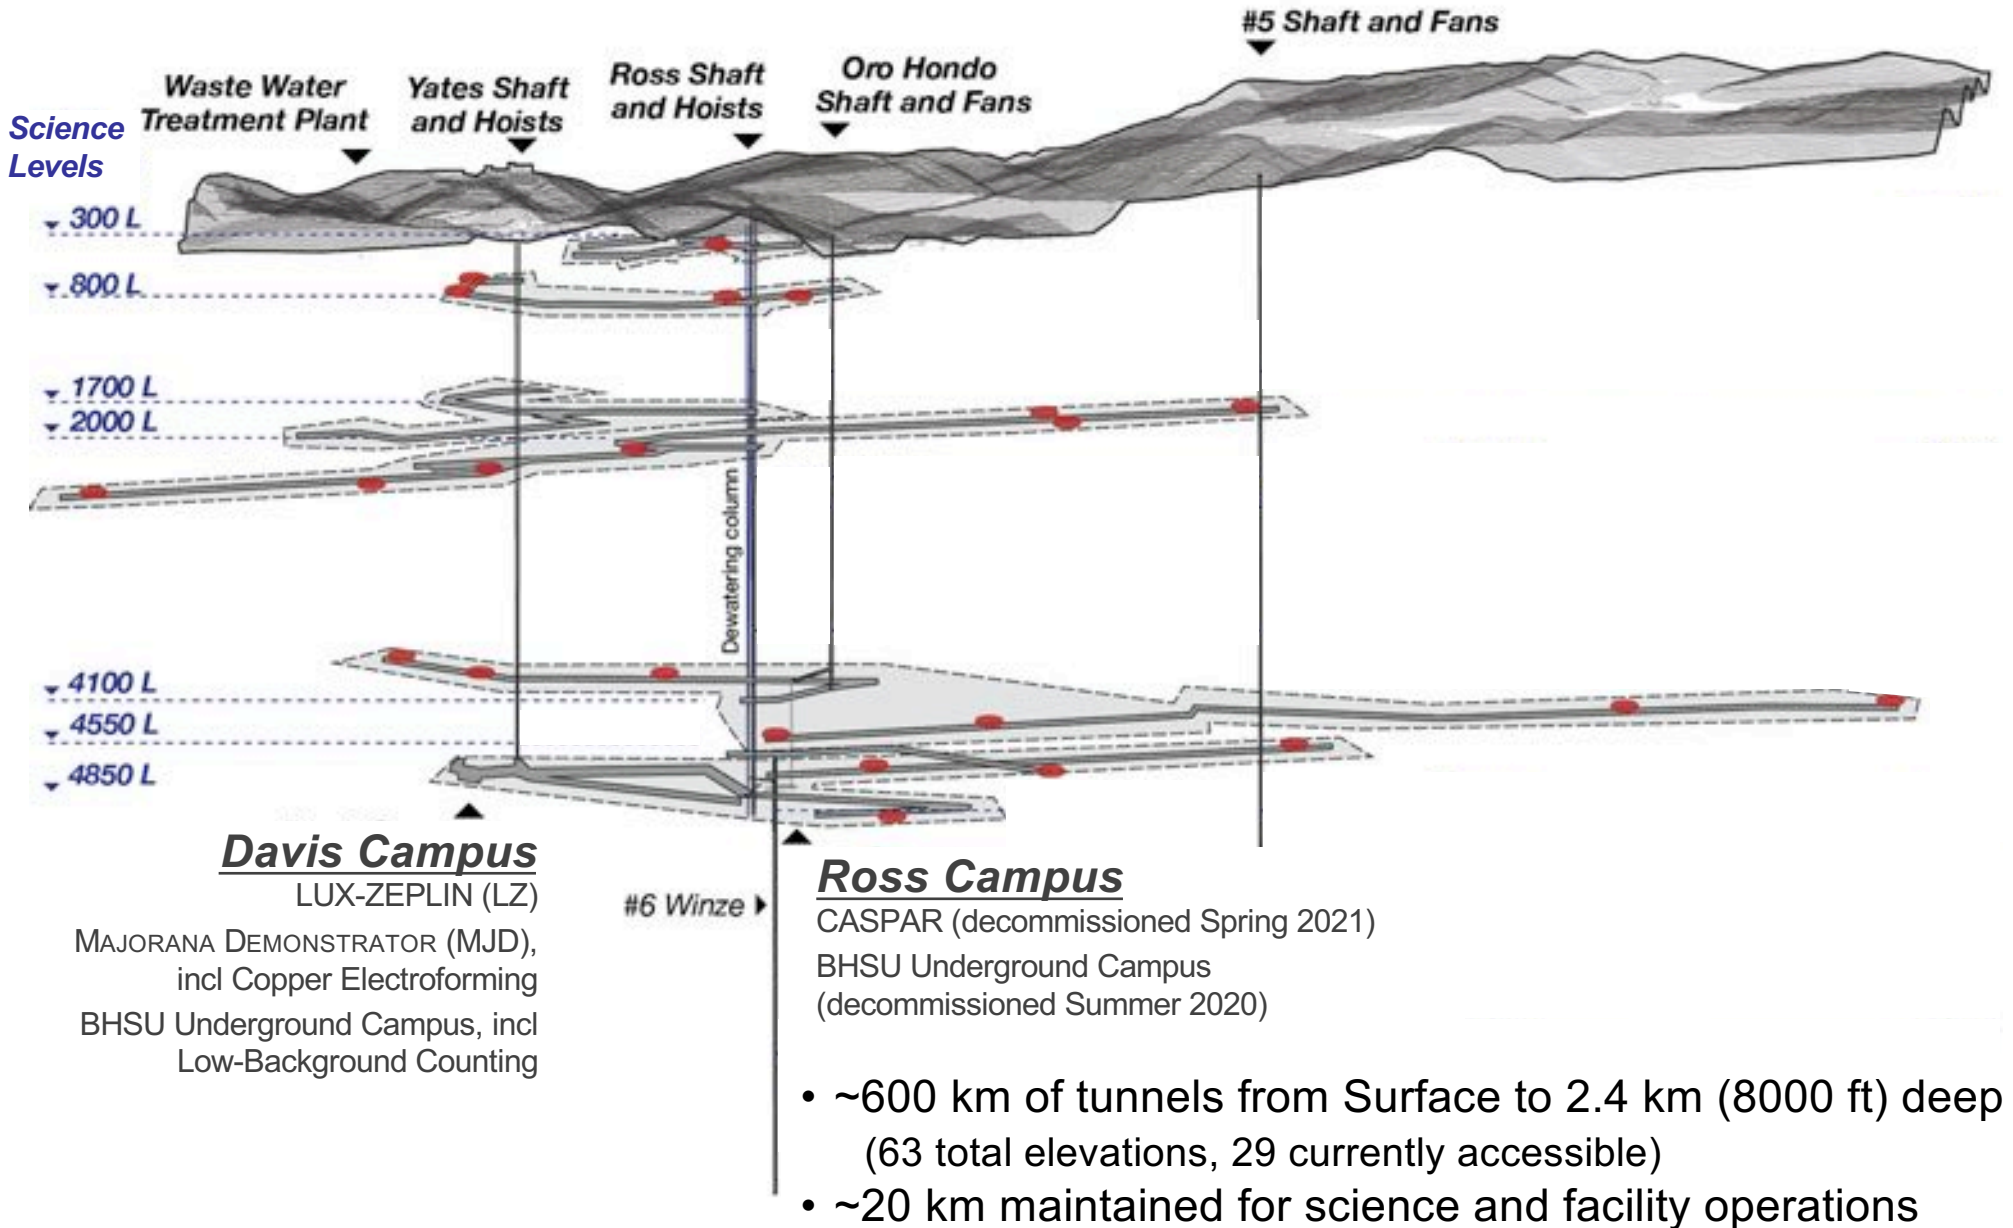 #5 Shaft and Fans
Waste Water
Treatment Plant
Yates Shaft
and Hoists
Ross Shaft
and Hoists
Oro Hondo
Shaft and Fans
Science
Levels
300 L
800 L
1700 L
2000 L
Dewatering column
4100 L
4550 L
4850 L
Davis Campus
LUX-ZEPLIN (LZ)
MAJORANA DEMONSTRATOR (MJD),
incl Copper Electroforming
BHSU Underground Campus, incl
Low-Background Counting
#6 Winze
Ross Campus
CASPAR (decommissioned Spring 2021)
BHSU Underground Campus
(decommissioned Summer 2020)
• ~600 km of tunnels from Surface to 2.4 km (8000 ft) deep
(63 total elevations, 29 currently accessible)
• ~20 km maintained for science and facility operations